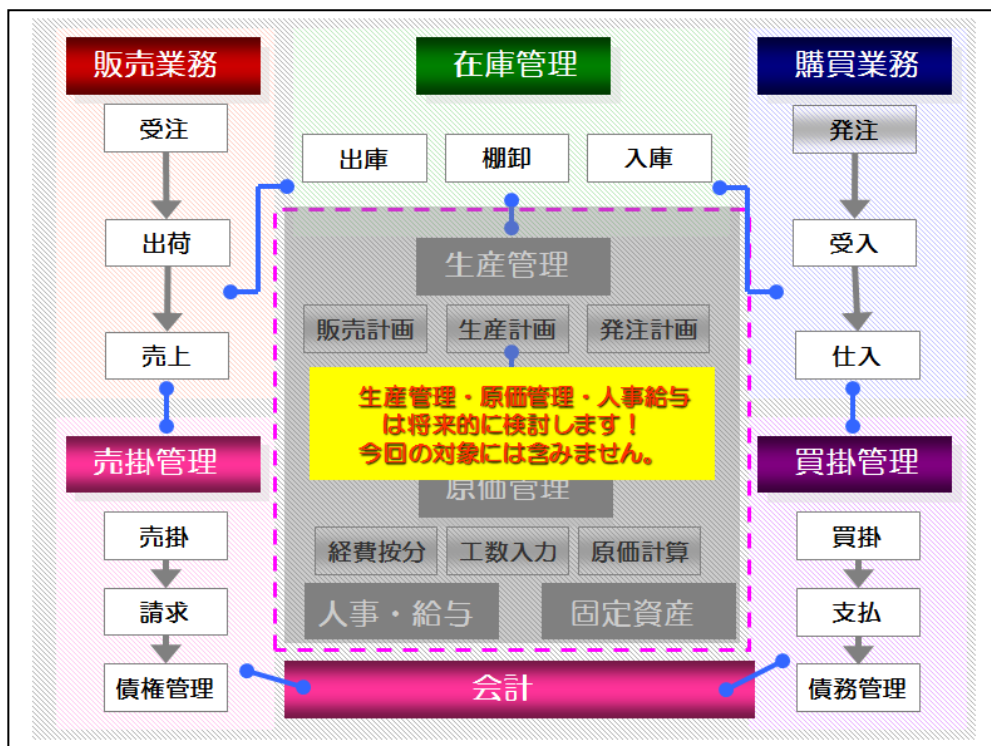 販売業務
在庫管理
購買業務
受注
発注
出庫
棚卸
入庫
出荷
受入
生産管理
販売計画
生産計画
発注計画
売上
仕入
生産管理・原価管理・人事給与
は将来的に検討します！
今回の対象には含みません。
売掛管理
買掛管理
原価管理
売掛
買掛
経費按分
工数入力
原価計算
請求
支払
人事・給与
固定資産
債権管理
会計
債務管理